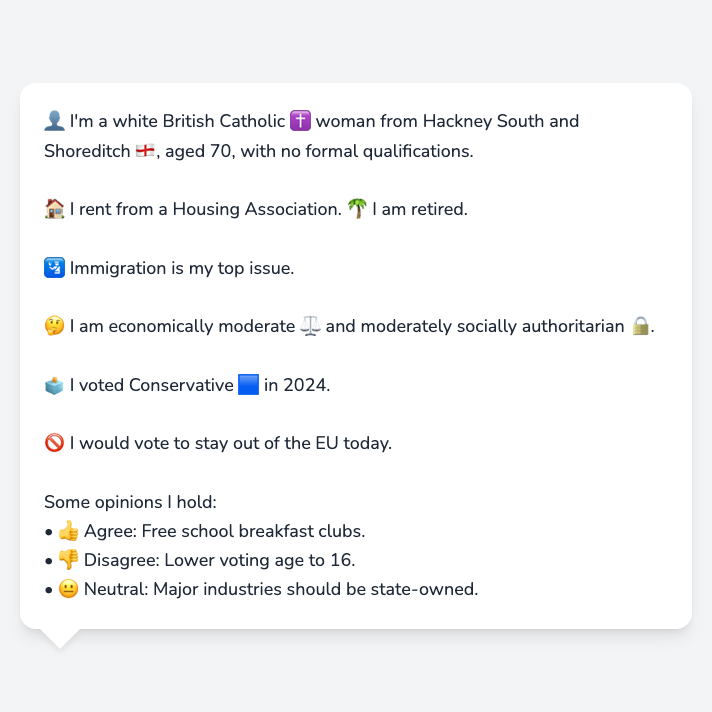 👤 I'm a white British Catholic ✝️ woman from Hackney South and
Shoreditch 🏴󠁧󠁢󠁥󠁮󠁧󠁿, aged 70, with no formal qualifications.
🏠 I rent from a Housing Association. 🌴 I am retired.
🛂 Immigration is my top issue.
🤔 I am economically moderate ⚖️ and moderately socially authoritarian 🔒.
🗳️ I voted Conservative 🟦 in 2024.
🚫 I would vote to stay out of the EU today.
Some opinions I hold:
• 👍 Agree: Free school breakfast clubs.
• 👎 Disagree: Lower voting age to 16.
• 😐 Neutral: Major industries should be state-owned.